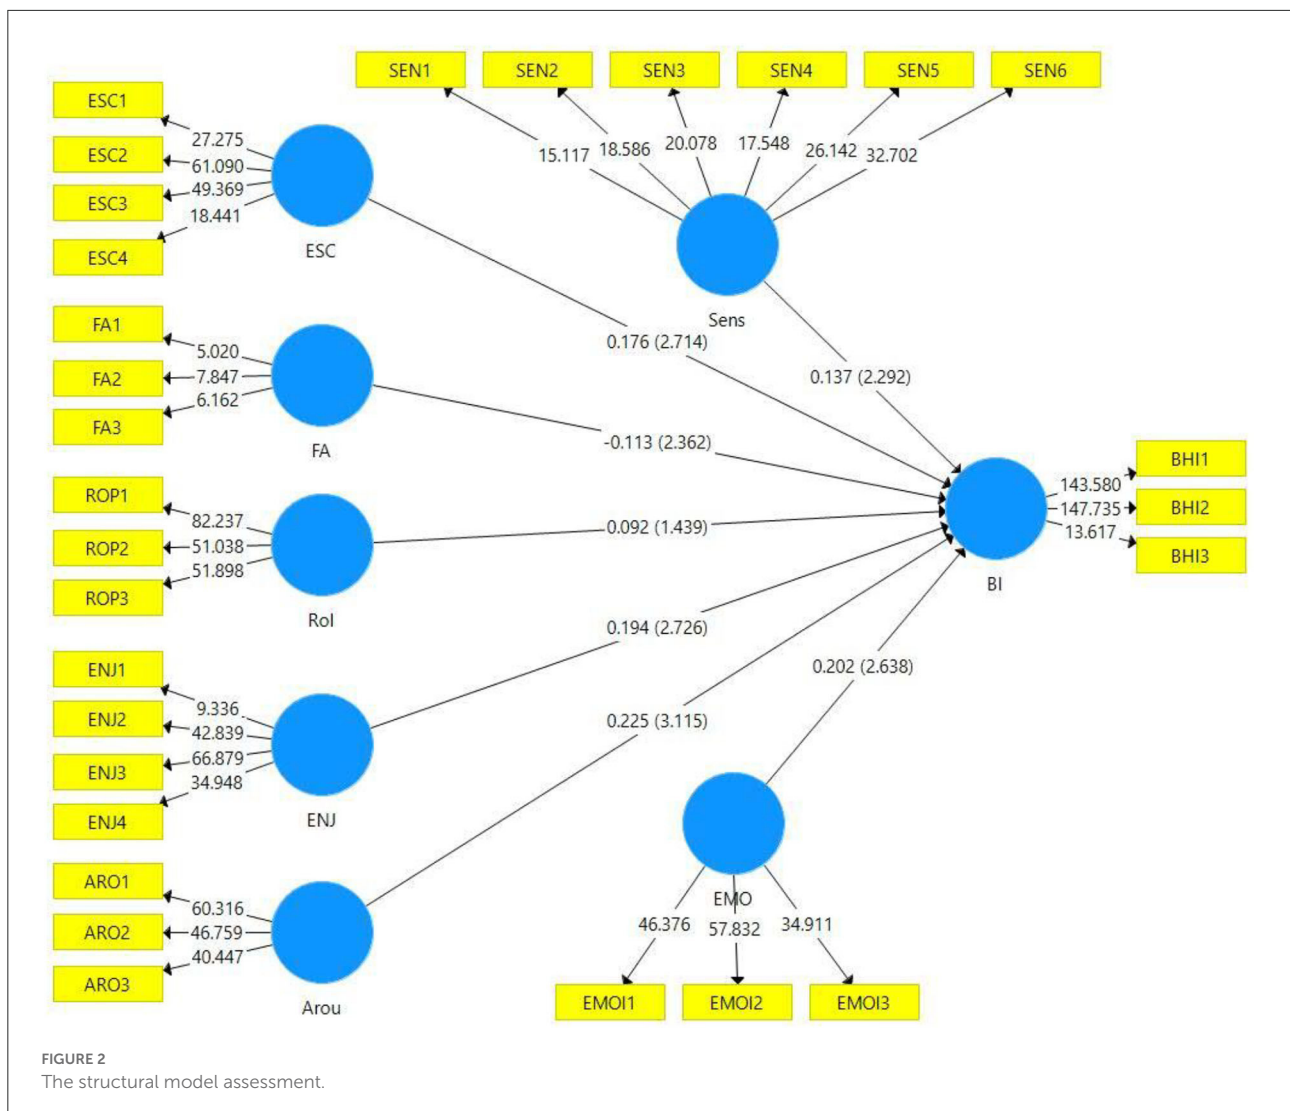 SEN1 SEN2 SEN3 SEN4 SEN5 SEN6
15.117 18.586 20.078 17.548 26.142 32.702
Sens
ESC1
ESC2
ESC3
ESC4
27.275
61.090
49.369
18.441
ESC
FA1
FA2
FA3
5.020
7.847
6.162
FA
ROP1
ROP2
ROP3
82.237
51.038
51.898
RoI
ENJ1
ENJ2
ENJ3
ENJ4
9.336
42.839
66.879
34.948
ENJ
ARO1
ARO2
ARO3
60.316
46.759
40.447
Arou
0.176 (2.714)
0.137 (2.292)
-0.113 (2.362)
0.092 (1.439)
0.194 (2.726)
0.225 (3.115)
0.202 (2.638)
BI
143.580
147.735
13.617
BHI1
BHI2
BHI3
EMO
46.376 57.832 34.911
EMOI1 EMOI2 EMOI3
FIGURE 2
The structural model assessment.